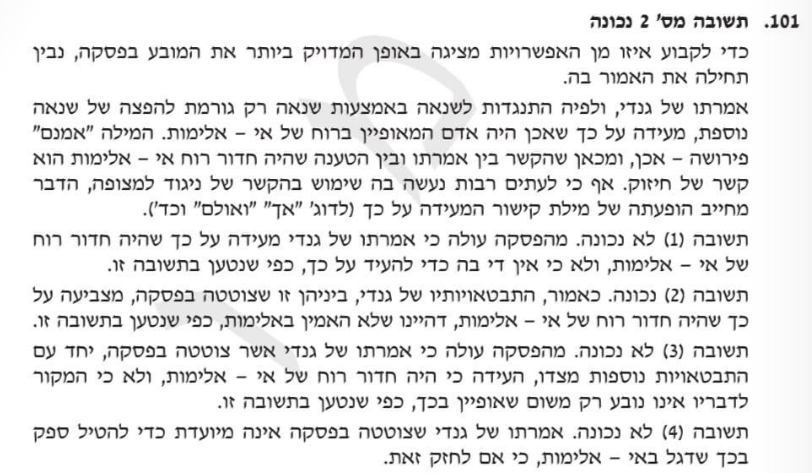 101. תשובה מס' 2 נכונה
כדי לקבוע איזו מן האפשרויות מציגה באופן המדויק ביותר את המובע בפסקה, נבין
תחילה את האמור בה.
אמרתו של גנדי, ולפיה התנגדות לשנאה באמצעות שנאה רק גורמת להפצה של שנאה
נוספת, מעידה על כך שאכן היה אדם המאופיין ברוח של אי – אלימות. המילה "אמנם"
פירושה – אכן, ומכאן שהקשר בין אמרתו ובין הטענה שהיה חדור רוח אי – אלימות הוא
קשר של חיזוק. אף כי לעתים רבות נעשה בה שימוש בהקשר של ניגוד למצופה, הדבר
מחייב הופעתה של מילת קישור המעידה על כך (לדוג' "אך" "ואולם" וכד').
תשובה (1) לא נכונה. מהפסקה עולה כי אמרתו של גנדי מעידה על כך שהיה חדור רוח
של אי – אלימות, ולא כי אין די בה כדי להעיד על כך, כפי שנטען בתשובה זו.
תשובה (2) נכונה. כאמור, התבטאויותיו של גנדי, ביניהן זו שצוטטה בפסקה, מצביעה על
כך שהיה חדור רוח של אי – אלימות, דהיינו שלא האמין באלימות, כפי שנטען בתשובה זו.
תשובה (3) לא נכונה. מהפסקה עולה כי אמרתו של גנדי אשר צוטטה בפסקה, יחד עם
התבטאויות נוספות מצדו, העידה כי היה חדור רוח של אי – אלימות, ולא כי המקור
לדבריו אינו נובע רק משום שאופיין בכך, כפי שנטען בתשובה זו.
תשובה (4) לא נכונה. אמרתו של גנדי שצוטטה בפסקה אינה מיועדת כדי להטיל ספק
בכך שדגל באי – אלימות, כי אם לחזק זאת.